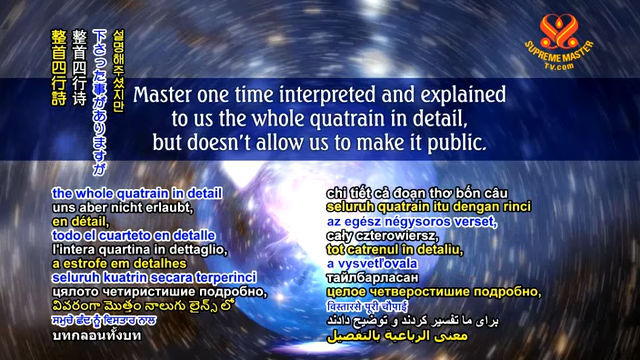 설명해주셨지만
下さった事がありますが
整首四行诗
整首四行詩
SUPREME MASTER
TV.com
Master one time interpreted and explained
to us the whole quatrain in detail,
but doesn't allow us to make it public.
the whole quatrain in detail
uns aber nicht erlaubt,
en détail,
todo el cuarteto en detalle
l'intera quartina in dettaglio,
a estrofe em detalhes
seluruh kuatrin secara terperinci
цялото четиристишие подробно,
వివరంగా మొత్తం నాలుగు లైన్స్ లో
ਸਮੁਚੇ ਛੰਦ ਨੂੰ ਵਿਸਤਾਰ ਨਾਲ
บทกลอนทั้งบท
chi tiết cả đoạn thơ bốn câu
seluruh quatrain itu dengan rinci
az egész négysoros verset,
cały czterowiersz,
tot catrenul în detaliu,
a vysvetľovala
тайлбарласан
целое четверостишие подробно,
विस्तारसे पूरी चौपाई
برای ما تفسیر کردند و توضیح دادند
معنى الرباعية بالتفصيل